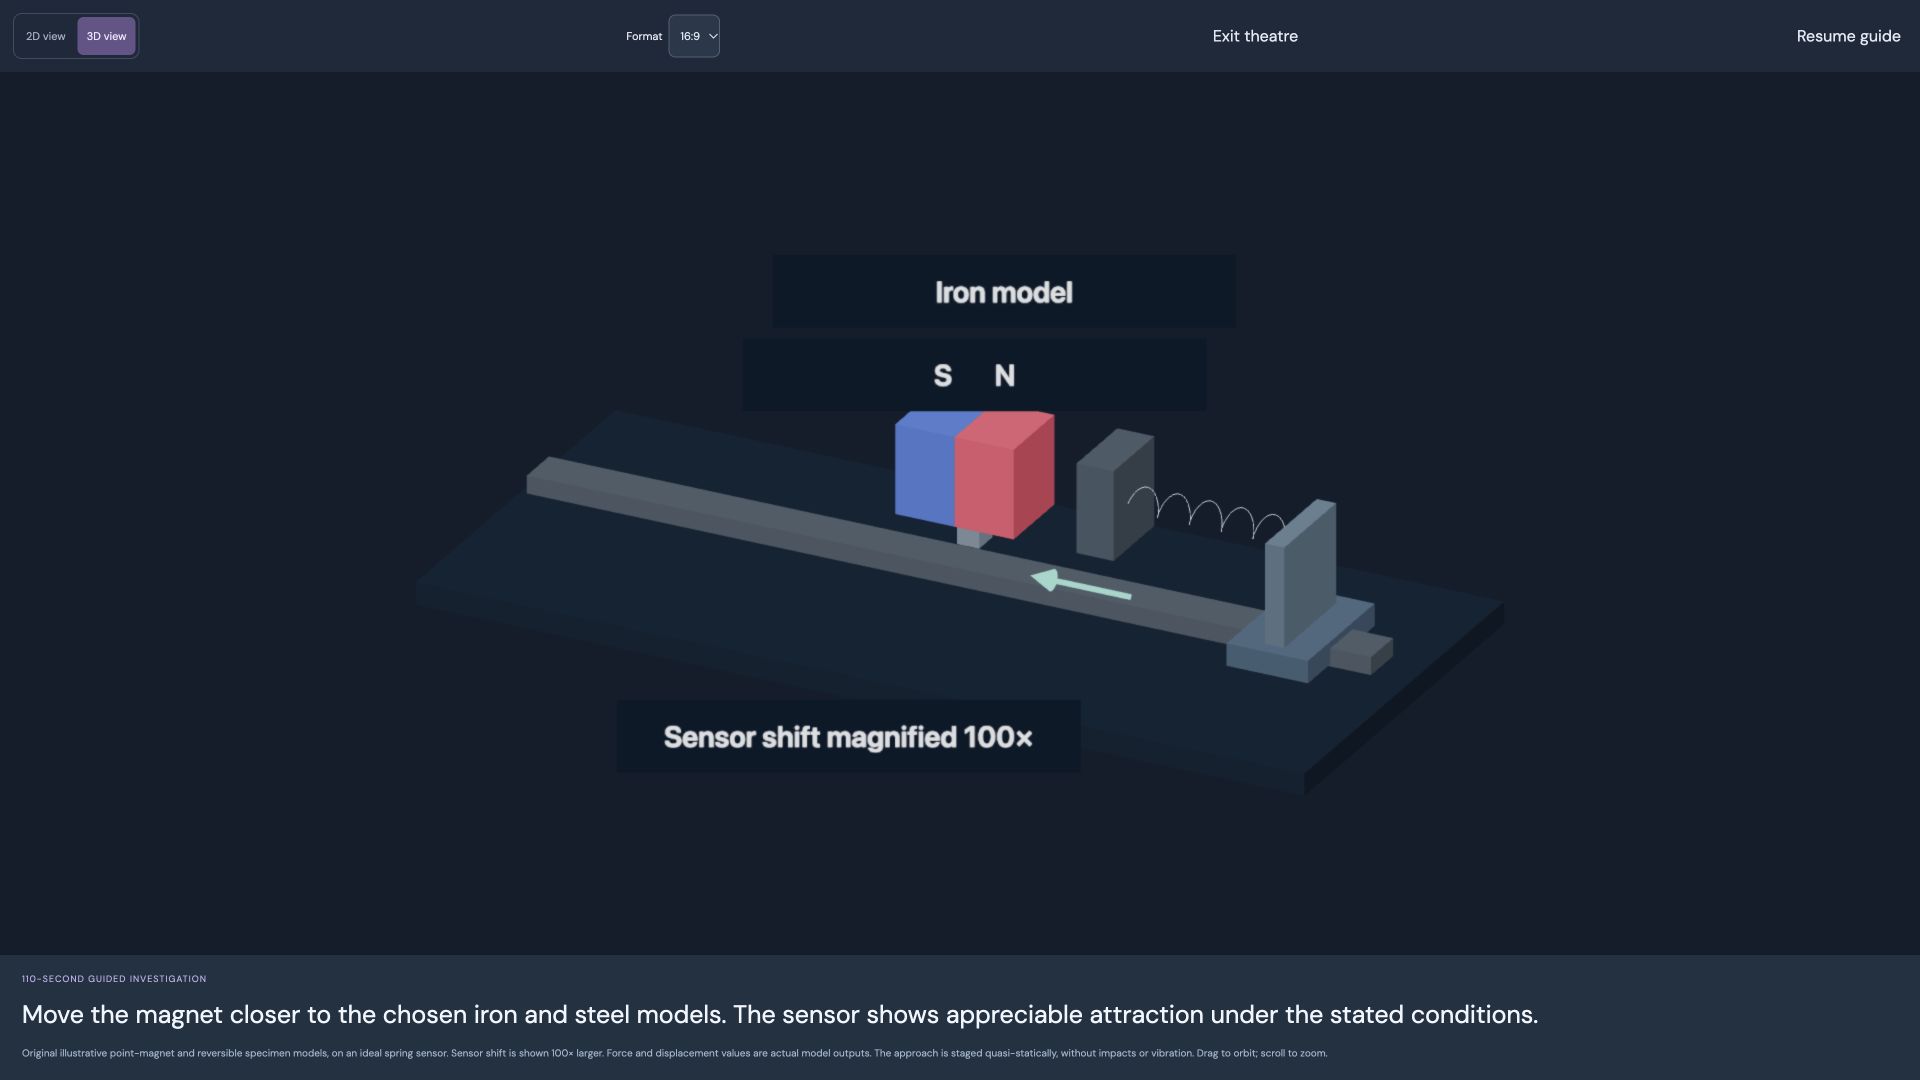 2D view
3D view
Format
16:9
Exit theatre
Resume guide
Iron model
S N
Sensor shift magnified 100×
110-SECOND GUIDED INVESTIGATION
Move the magnet closer to the chosen iron and steel models. The sensor shows appreciable attraction under the stated conditions.
Original illustrative point-magnet and reversible specimen models, on an ideal spring sensor. Sensor shift is shown 100× larger. Force and displacement values are actual model outputs. The approach is staged quasi-statically, without impacts or vibration. Drag to orbit; scroll to zoom.